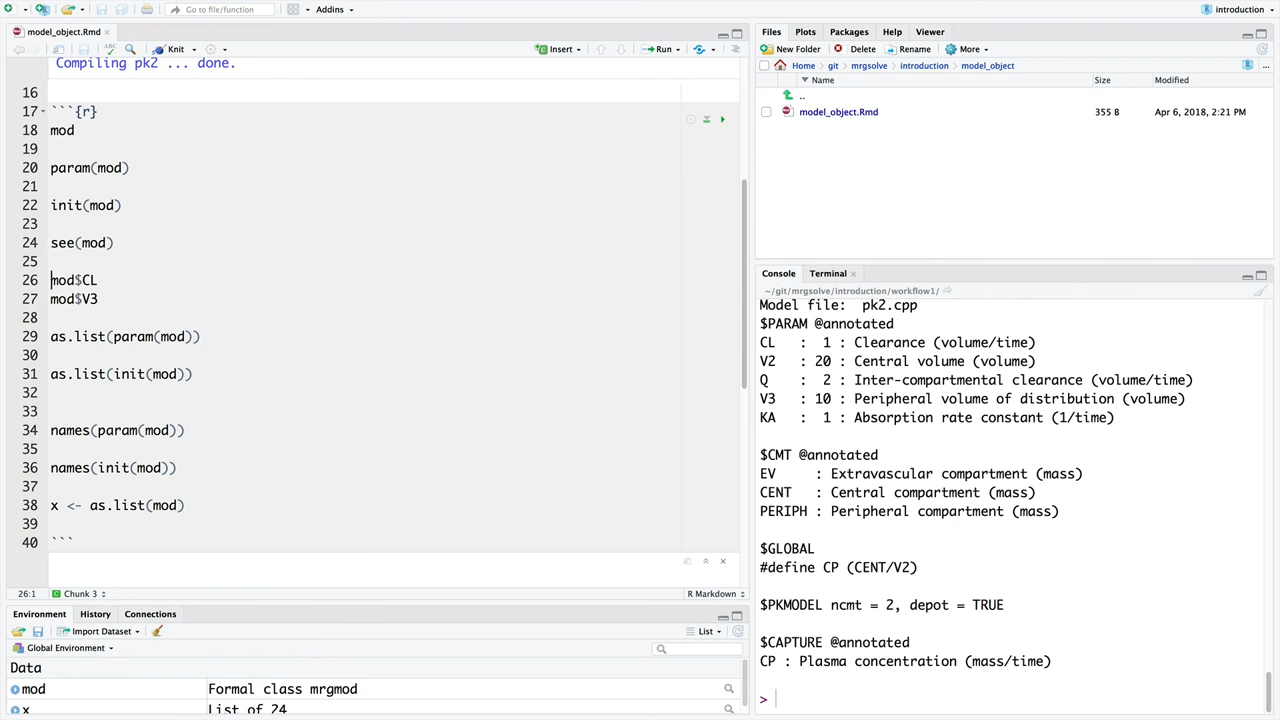 Go to file/function
Addins
introduction
model_object.Rmd
Knit
Insert
Run
Compiling pk2 ... done.
16
17 ```{r}
18 mod
19
20 param(mod)
21
22 init(mod)
23
24 see(mod)
25
26 mod$CL
27 mod$V3
28
29 as.list(param(mod))
30
31 as.list(init(mod))
32
33
34 names(param(mod))
35
36 names(init(mod))
37
38 x <- as.list(mod)
39
40 ```
26:1 Chunk 3 R Markdown
Environment History Connections
Import Dataset List
Global Environment
Data
mod Formal class mrgmod
x List of 24
Files Plots Packages Help Viewer
New Folder Delete Rename More
Home git mrgsolve introduction model_object ...
Name Size Modified
..
model_object.Rmd 355 B Apr 6, 2018, 2:21 PM
Console Terminal
~/git/mrgsolve/introduction/workflow1/
Model file: pk2.cpp
$PARAM @annotated
CL : 1 : Clearance (volume/time)
V2 : 20 : Central volume (volume)
Q : 2 : Inter-compartmental clearance (volume/time)
V3 : 10 : Peripheral volume of distribution (volume)
KA : 1 : Absorption rate constant (1/time)
$CMT @annotated
EV : Extravascular compartment (mass)
CENT : Central compartment (mass)
PERIPH : Peripheral compartment (mass)
$GLOBAL
#define CP (CENT/V2)
$PKMODEL ncmt = 2, depot = TRUE
$CAPTURE @annotated
CP : Plasma concentration (mass/time)
>